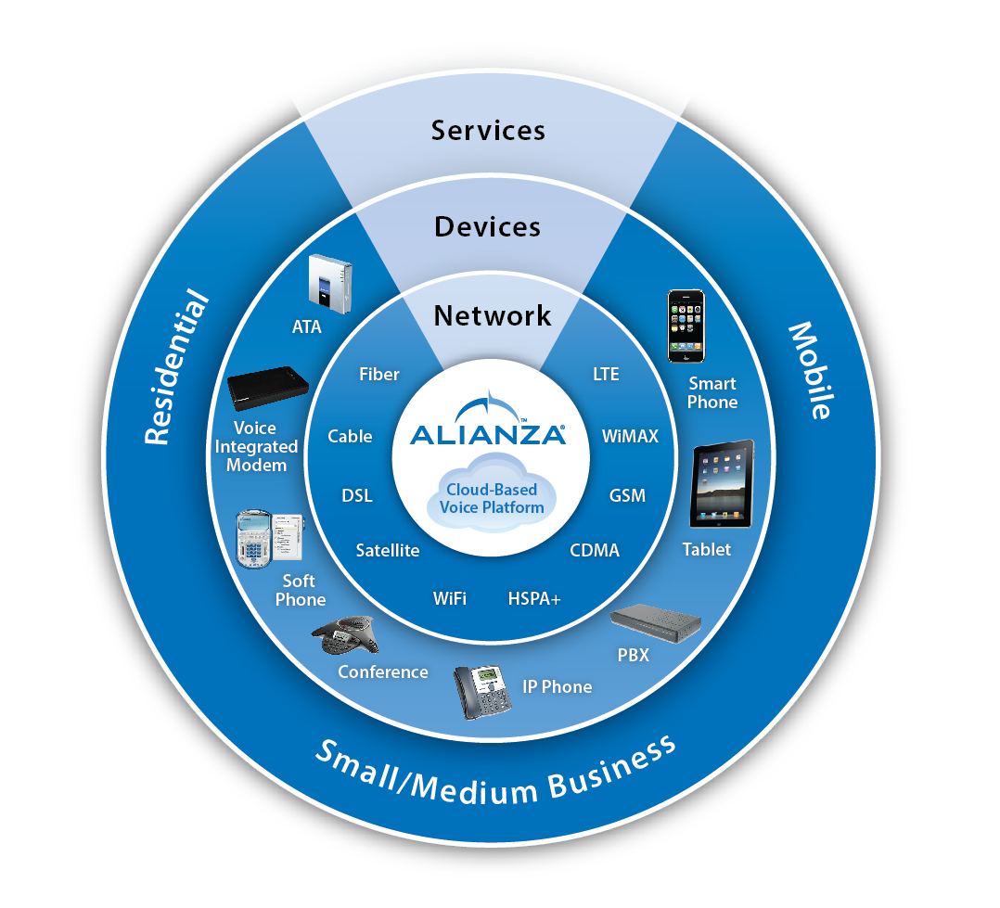 Services
Devices
Network
Residential
Mobile
Small/Medium Business
ATA
Voice
Integrated
Modem
Soft
Phone
Conference
IP Phone
PBX
Tablet
Smart
Phone
Fiber
Cable
DSL
Satellite
WiFi
HSPA+
CDMA
GSM
WiMAX
LTE
ALIANZA®™
Cloud-Based
Voice Platform